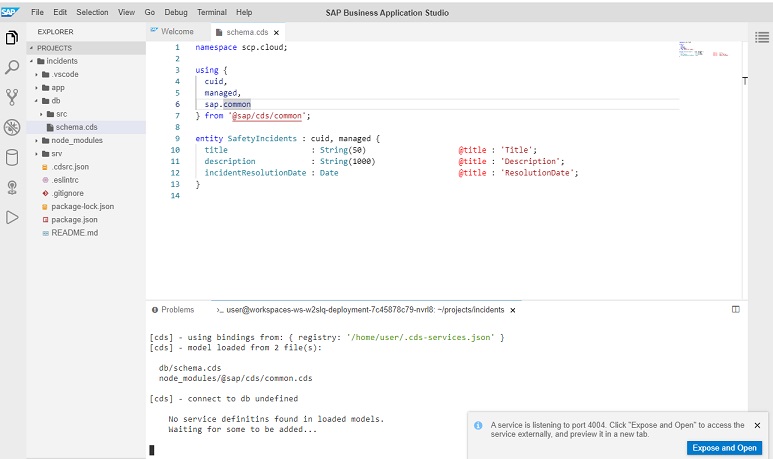 SAP File Edit Selection View Go Debug Terminal Help SAP Business Application Studio
EXPLORER
PROJECTS
incidents
.vscode
app
db
src
schema.cds
node_modules
srv
.cdsrc.json
.eslintrc
.gitignore
package-lock.json
package.json
README.md
SAP Welcome schema.cds ×
1 namespace scp.cloud;
2
3 using {
4 cuid,
5 managed,
6 sap.common
7 } from '@sap/cds/common';
8
9 entity SafetyIncidents : cuid, managed {
10 title : String(50) @title : 'Title';
11 description : String(1000) @title : 'Description';
12 incidentResolutionDate : Date @title : 'ResolutionDate';
13 }
14
Problems >_ user@workspaces-ws-w2slq-deployment-7c45878c79-nvrl8: ~/projects/incidents ×
[cds] - using bindings from: { registry: '/home/user/.cds-services.json' }
[cds] - model loaded from 2 file(s):
db/schema.cds
node_modules/@sap/cds/common.cds
[cds] - connect to db undefined
No service definitins found in loaded models.
Waiting for some to be added...
A service is listening to port 4004. Click "Expose and Open" to access the ×
service externally, and preview it in a new tab.
Expose and Open